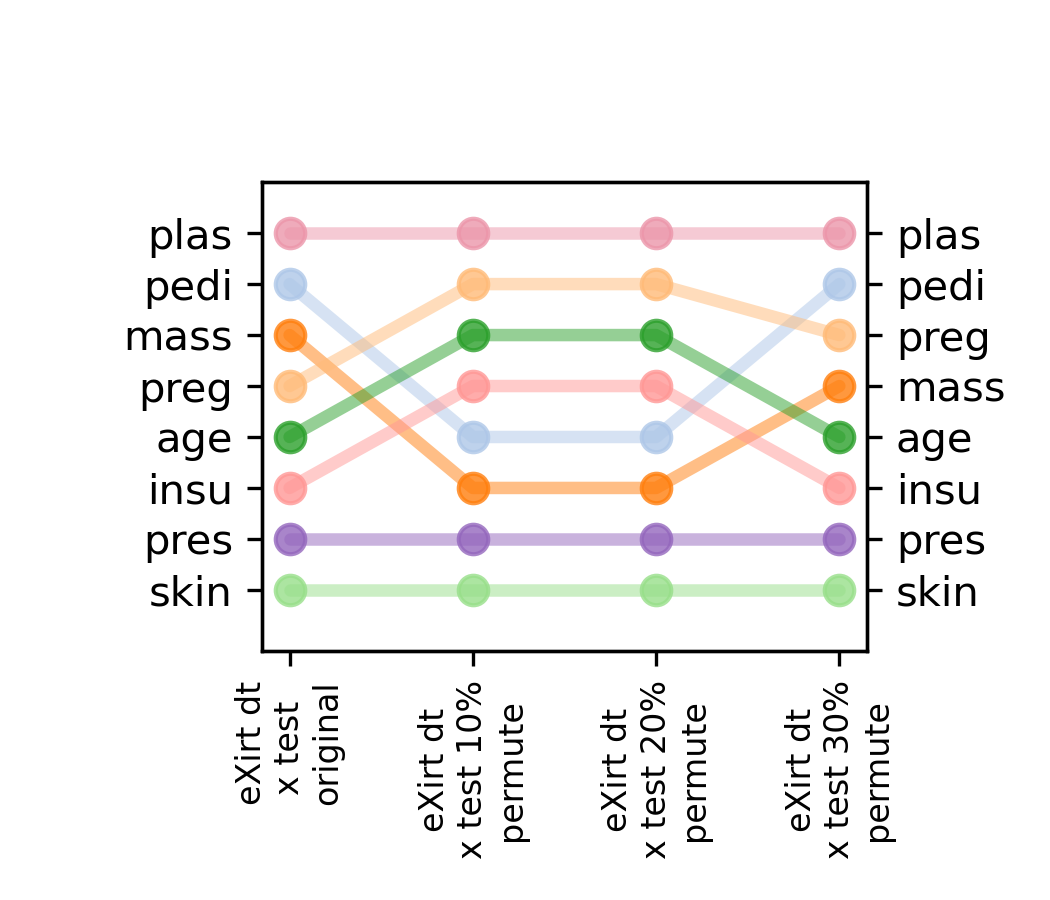 plas
pedi
mass
preg
age
insu
pres
skin
plas
pedi
preg
mass
age
insu
pres
skin
eXirt dt
x test
original
eXirt dt
x test 10%
permute
eXirt dt
x test 20%
permute
eXirt dt
x test 30%
permute